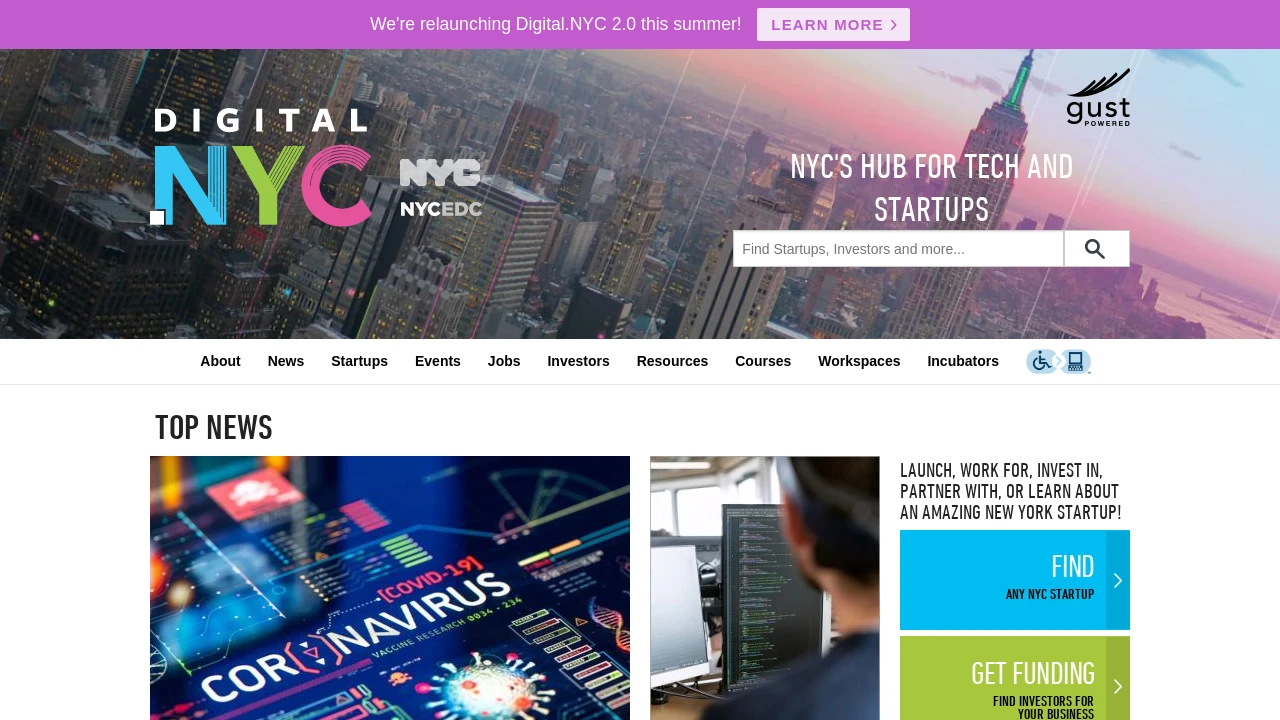 We're relaunching Digital.NYC 2.0 this summer!
LEARN MORE
DIGITAL
NYC
NYC
NYCEDC
gust
POWERED
NYC'S HUB FOR TECH AND
STARTUPS
Find Startups, Investors and more...
About News Startups Events Jobs Investors Resources Courses Workspaces Incubators
TOP NEWS
[COVID-19]
CORONAVIRUS
VACCINE RESEARCH 0034 - 234
LAUNCH, WORK FOR, INVEST IN,
PARTNER WITH, OR LEARN ABOUT
AN AMAZING NEW YORK STARTUP!
FIND
ANY NYC STARTUP
GET FUNDING
FIND INVESTORS FOR
YOUR BUSINESS